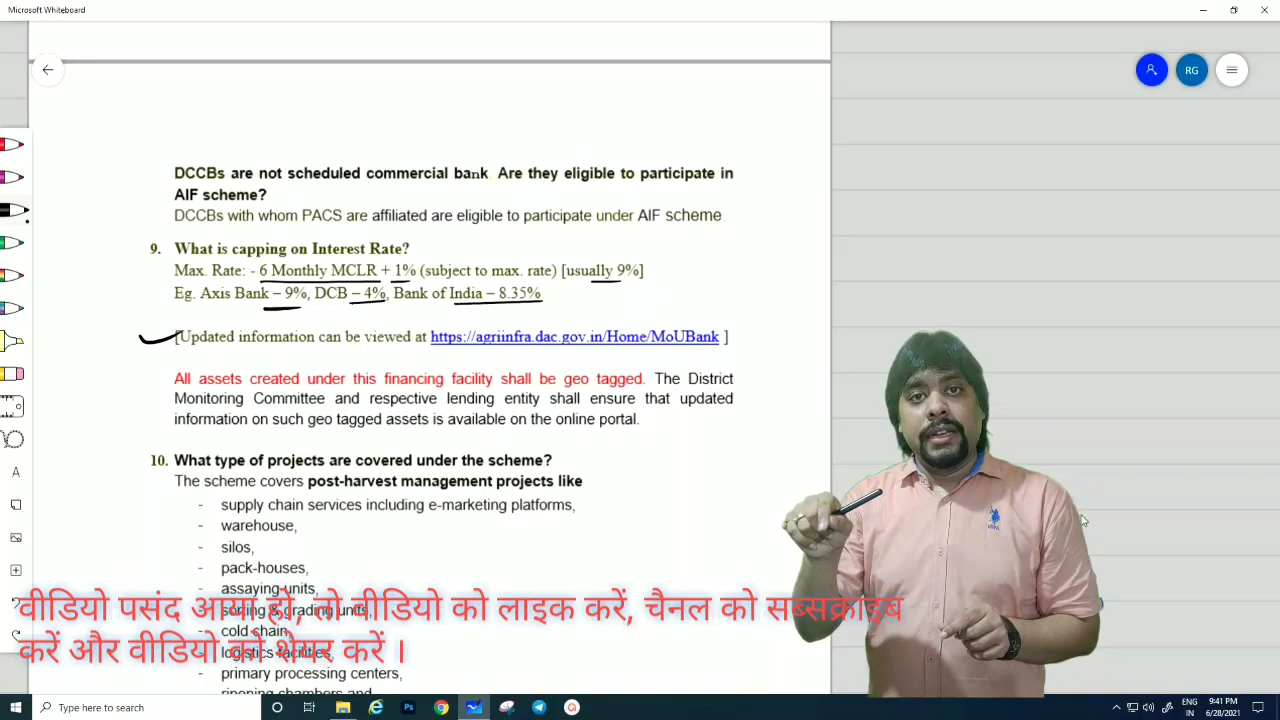 Microsoft Whiteboard
RG
DCCBs are not scheduled commercial bank. Are they eligible to participate in
AIF scheme?
DCCBs with whom PACS are affiliated are eligible to participate under AIF scheme
9. What is capping on Interest Rate?
Max. Rate: - 6 Monthly MCLR + 1% (subject to max. rate) [usually 9%]
Eg. Axis Bank – 9%, DCB – 4%, Bank of India – 8.35%
[Updated information can be viewed at https://agriinfra.dac.gov.in/Home/MoUBank ]
All assets created under this financing facility shall be geo tagged. The District
Monitoring Committee and respective lending entity shall ensure that updated
information on such geo tagged assets is available on the online portal.
10. What type of projects are covered under the scheme?
The scheme covers post-harvest management projects like
- supply chain services including e-marketing platforms,
- warehouse,
- silos,
- pack-houses,
- assaying units,
- sorting & grading units,
- cold chain,
- logistics facilities,
- primary processing centers,
ripening chambers and
वीडियो पसंद आया हो, तो वीडियो को लाइक करें, चैनल को सब्सक्राइब
करें और वीडियो को शेयर करें ।
Type here to search
ENG
IN
9:41 PM
6/28/2021